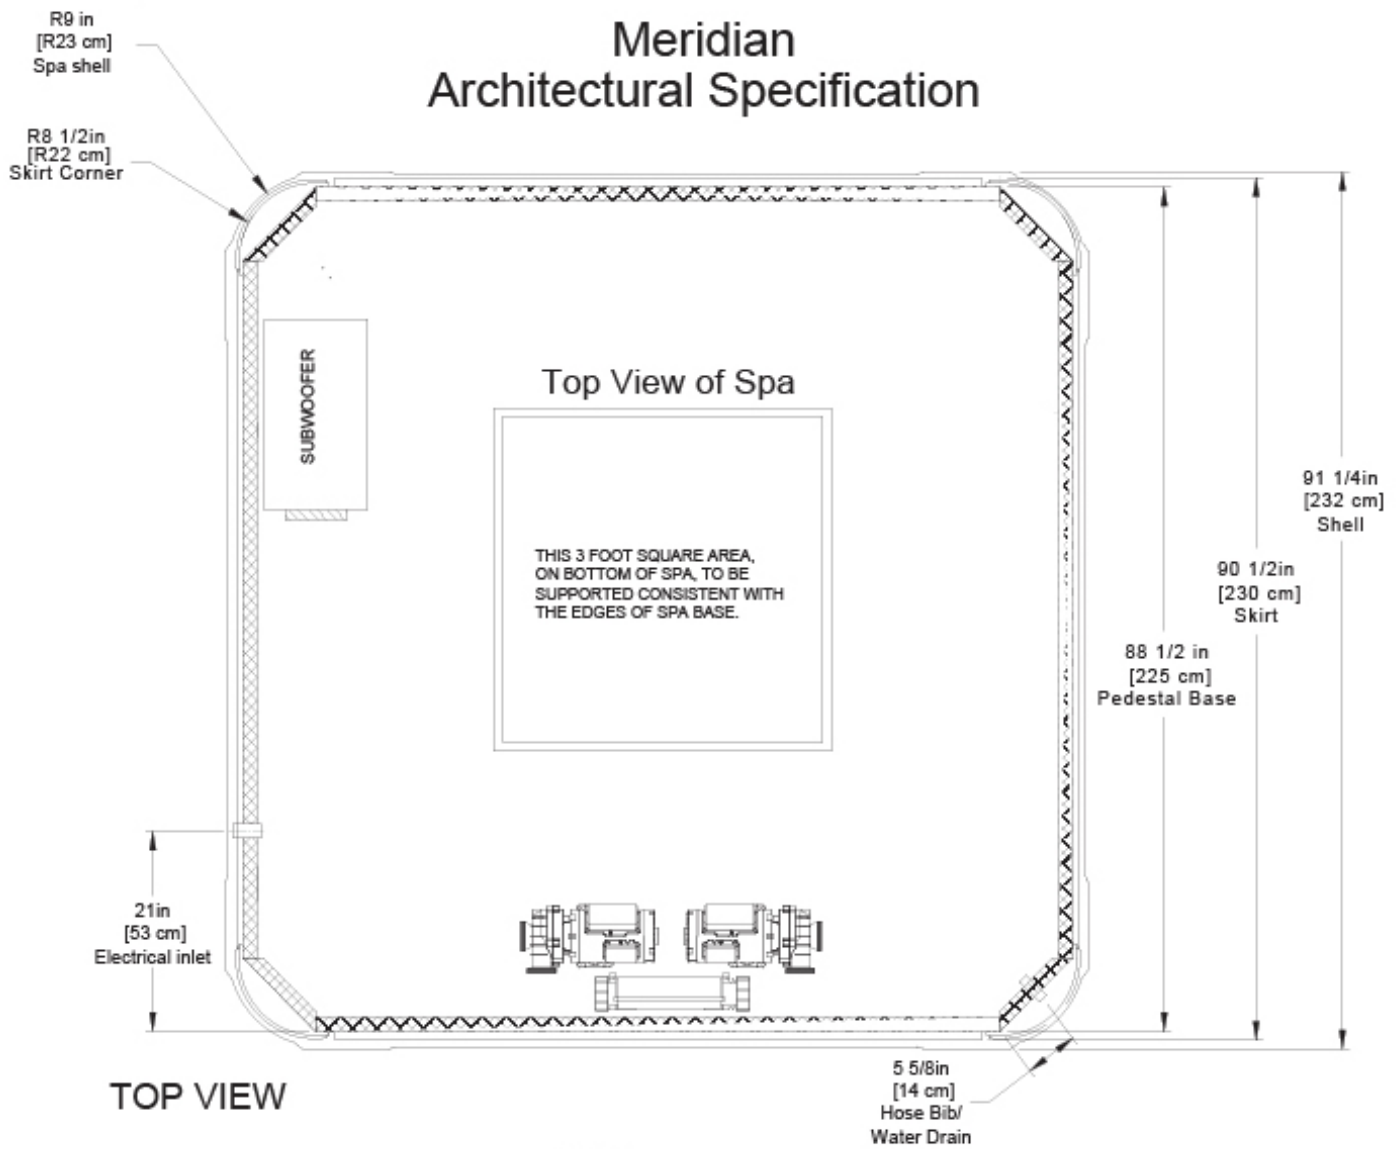 Meridian
Architectural Specification
R9 in
[R23 cm]
Spa shell
R8 1/2in
[R22 cm]
Skirt Corner
SUBWOOFER
Top View of Spa
THIS 3 FOOT SQUARE AREA,
ON BOTTOM OF SPA, TO BE
SUPPORTED CONSISTENT WITH
THE EDGES OF SPA BASE.
91 1/4in
[232 cm]
Shell
90 1/2in
[230 cm]
Skirt
88 1/2 in
[225 cm]
Pedestal Base
21in
[53 cm]
Electrical inlet
5 5/8in
[14 cm]
Hose Bib/
Water Drain
TOP VIEW